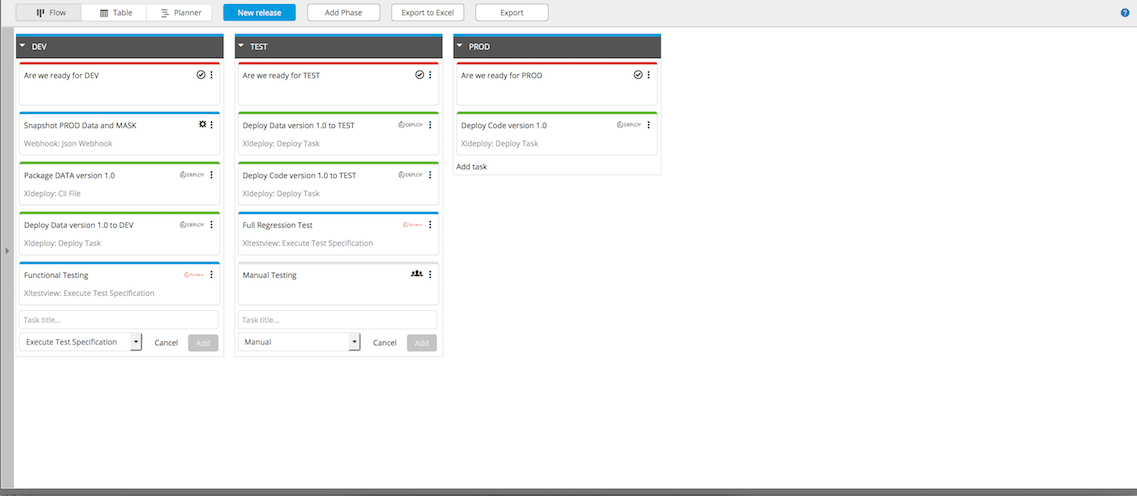 Flow
Table
Planner
New release
Add Phase
Export to Excel
Export
?
DEV
Are we ready for DEV
Snapshot PROD Data and MASK
Webhook: Json Webhook
Package DATA version 1.0
DEPLOY
Xldeploy: Cli File
Deploy Data version 1.0 to DEV
DEPLOY
Xldeploy: Deploy Task
Functional Testing
Xltestview: Execute Test Specification
Task title...
Execute Test Specification
Cancel
Add
TEST
Are we ready for TEST
Deploy Data version 1.0 to TEST
DEPLOY
Xldeploy: Deploy Task
Deploy Code version 1.0 to TEST
DEPLOY
Xldeploy: Deploy Task
Full Regression Test
Xltestview: Execute Test Specification
Manual Testing
Task title...
Manual
Cancel
Add
PROD
Are we ready for PROD
Deploy Code version 1.0
DEPLOY
Xldeploy: Deploy Task
Add task